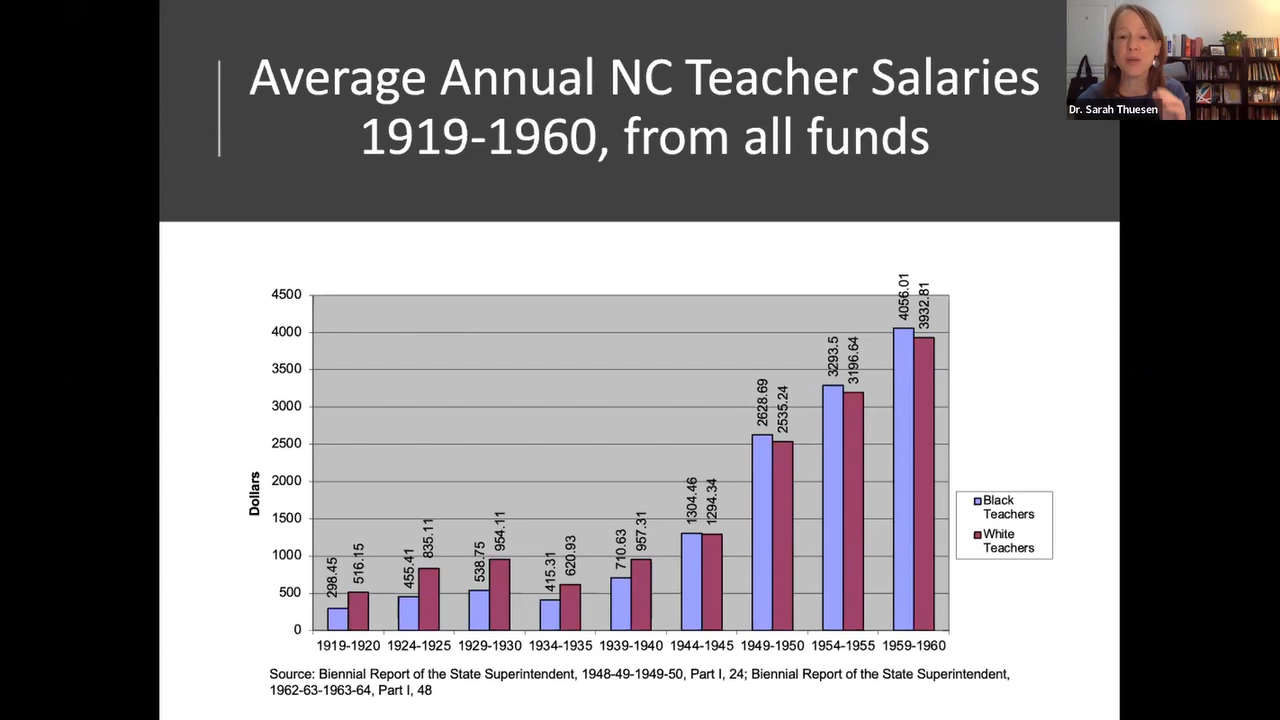 Average Annual NC Teacher Salaries
1919-1960, from all funds
Dr. Sarah Thuesen
4500
4000
3500
3000
2500
2000
1500
1000
500
0
Dollars
298.45
516.15
455.41
835.11
538.75
954.11
415.31
620.93
710.63
957.31
1304.46
1294.34
2628.69
2535.24
3293.5
3196.64
4056.01
3932.81
1919-1920 1924-1925 1929-1930 1934-1935 1939-1940 1944-1945 1949-1950 1954-1955 1959-1960
Black
Teachers
White
Teachers
Source: Biennial Report of the State Superintendent, 1948-49-1949-50, Part I, 24; Biennial Report of the State Superintendent,
1962-63-1963-64, Part I, 48